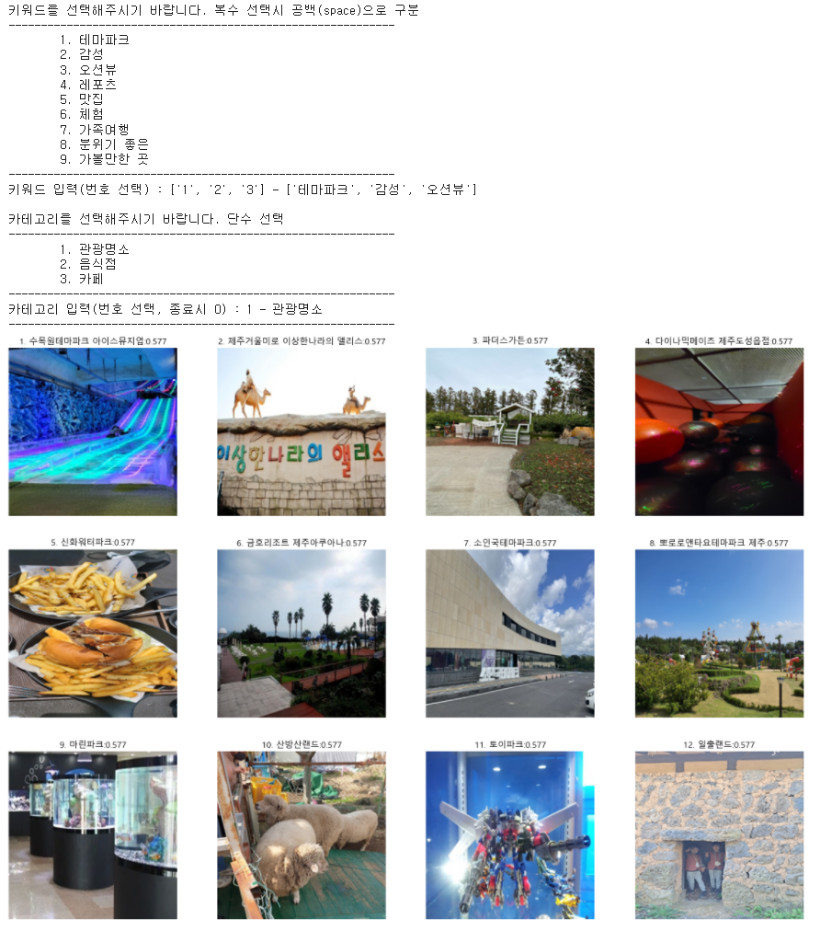 키워드를 선택해주시기 바랍니다. 복수 선택시 공백(space)으로 구분
------------------------------------------------------------
1. 테마파크
2. 감성
3. 오션뷰
4. 레포츠
5. 맛집
6. 체험
7. 가족여행
8. 분위기 좋은
9. 가볼만한 곳
------------------------------------------------------------
키워드 입력(번호 선택) : ['1', '2', '3'] - ['테마파크', '감성', '오션뷰']
카테고리를 선택해주시기 바랍니다. 단수 선택
------------------------------------------------------------
1. 관광명소
2. 음식점
3. 카페
------------------------------------------------------------
카테고리 입력(번호 선택, 종료시 0) : 1 - 관광명소
------------------------------------------------------------
1. 수목원테마파크 아이스뮤지엄:0.577
2. 제주거울미로 이상한나라의 앨리스:0.577
3. 파더스가든:0.577
4. 다이나믹메이즈 제주도성읍점:0.577
이상한나라의 앨리스
5. 신화워터파크:0.577
6. 금호리조트 제주아쿠아나:0.577
7. 소인국테마파크:0.577
8. 뽀로로앤타요테마파크 제주:0.577
9. 마린파크:0.577
10. 산방산랜드:0.577
11. 토이파크:0.577
12. 일출랜드:0.577